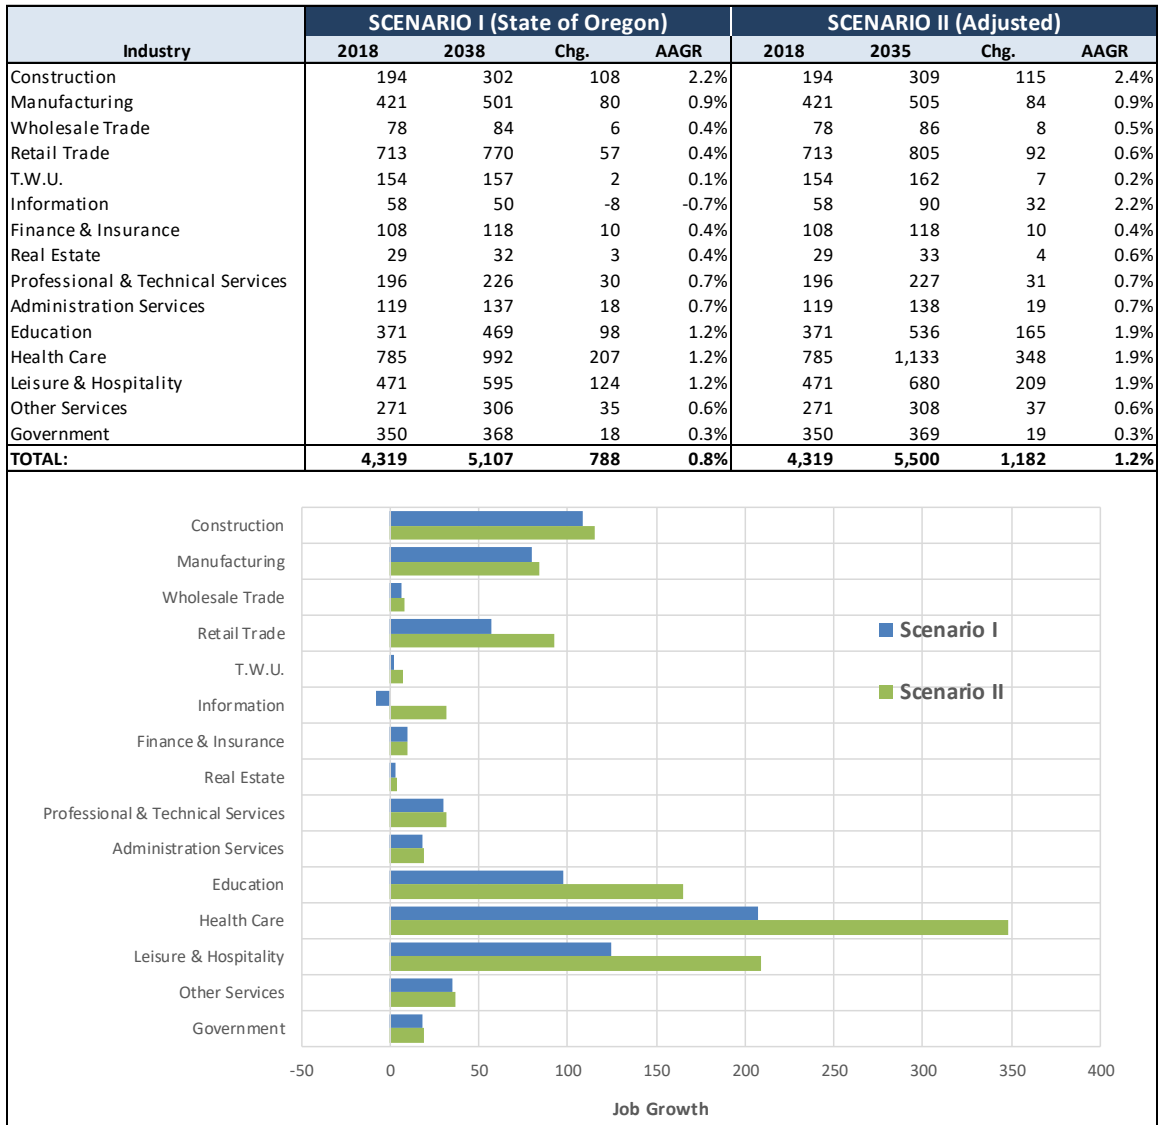 SCENARIO I (State of Oregon) SCENARIO II (Adjusted)
Industry 2018 2038 Chg. AAGR 2018 2035 Chg. AAGR
Construction 194 302 108 2.2% 194 309 115 2.4%
Manufacturing 421 501 80 0.9% 421 505 84 0.9%
Wholesale Trade 78 84 6 0.4% 78 86 8 0.5%
Retail Trade 713 770 57 0.4% 713 805 92 0.6%
T.W.U. 154 157 2 0.1% 154 162 7 0.2%
Information 58 50 -8 -0.7% 58 90 32 2.2%
Finance & Insurance 108 118 10 0.4% 108 118 10 0.4%
Real Estate 29 32 3 0.4% 29 33 4 0.6%
Professional & Technical Services 196 226 30 0.7% 196 227 31 0.7%
Administration Services 119 137 18 0.7% 119 138 19 0.7%
Education 371 469 98 1.2% 371 536 165 1.9%
Health Care 785 992 207 1.2% 785 1,133 348 1.9%
Leisure & Hospitality 471 595 124 1.2% 471 680 209 1.9%
Other Services 271 306 35 0.6% 271 308 37 0.6%
Government 350 368 18 0.3% 350 369 19 0.3%
TOTAL: 4,319 5,107 788 0.8% 4,319 5,500 1,182 1.2%
Construction
Manufacturing
Wholesale Trade
Retail Trade
Scenario I
T.W.U.
Scenario II
Information
Finance & Insurance
Real Estate
Professional & Technical Services
Administration Services
Education
Health Care
Leisure & Hospitality
Other Services
Government
-50 0 50 100 150 200 250 300 350 400
Job Growth